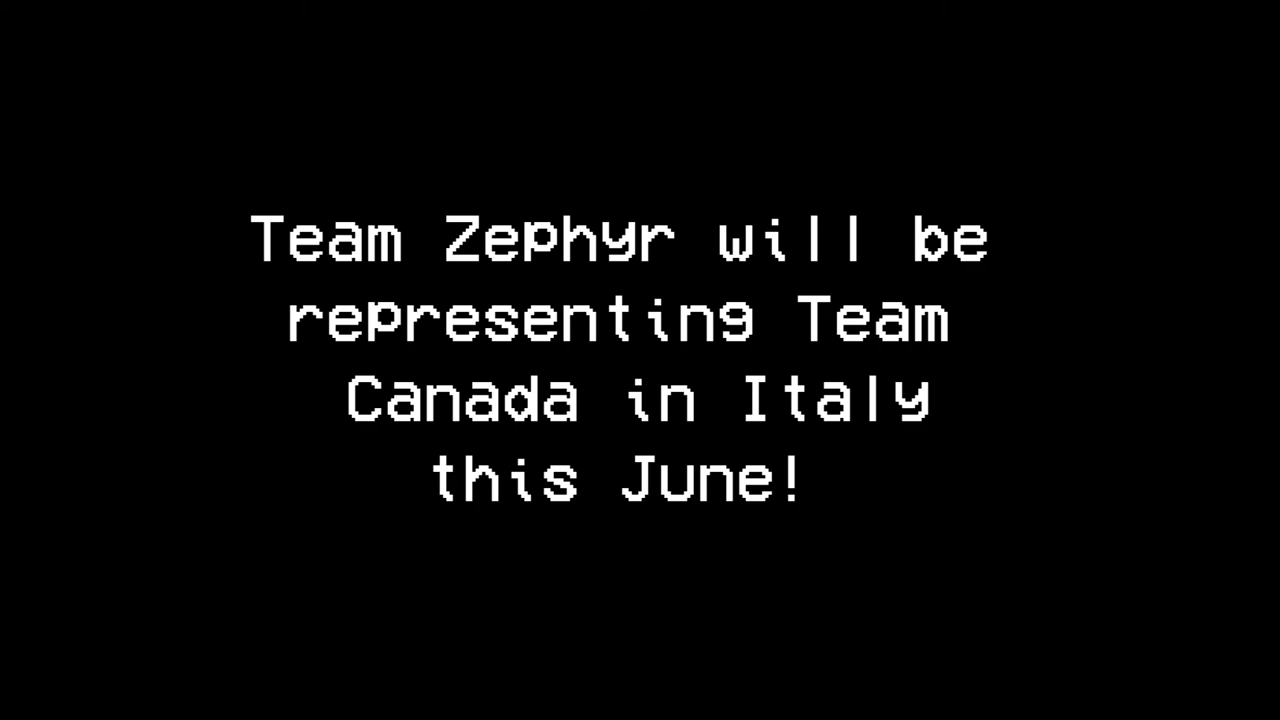 Team Zephyr will be
representing Team
Canada in Italy
this June!